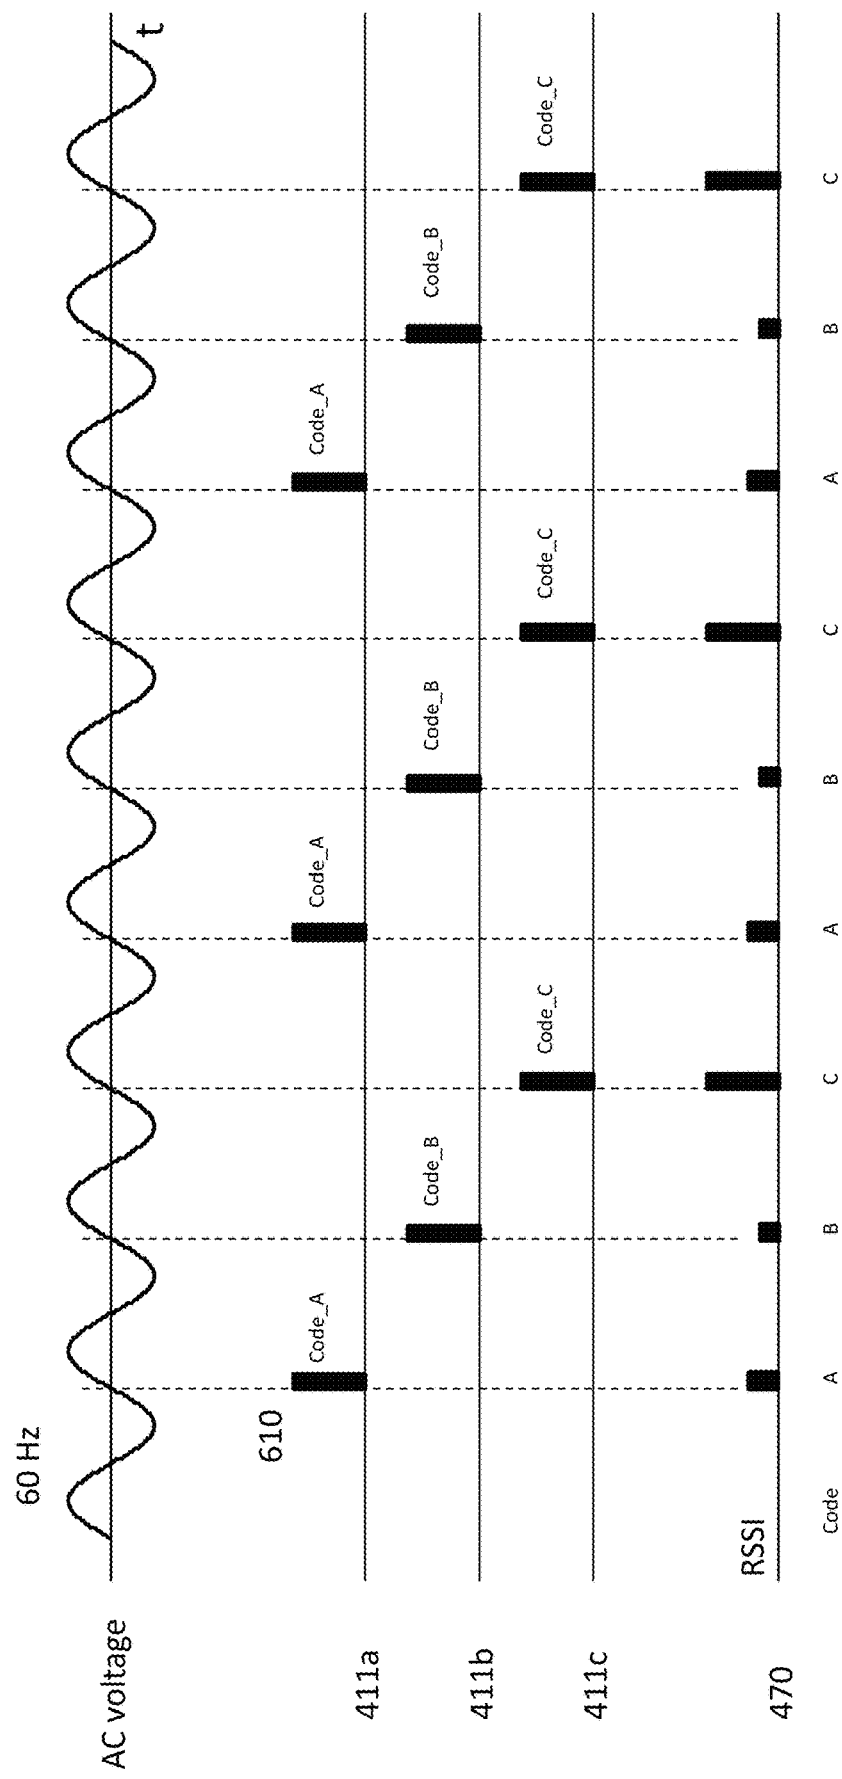 60 Hz
AC voltage
t
610
411a
Code_A
Code_A
Code_A
411b
Code_B
Code_B
Code_B
411c
Code_C
Code_C
Code_C
RSSI
470
Code
A
B
C
A
B
C
A
B
C